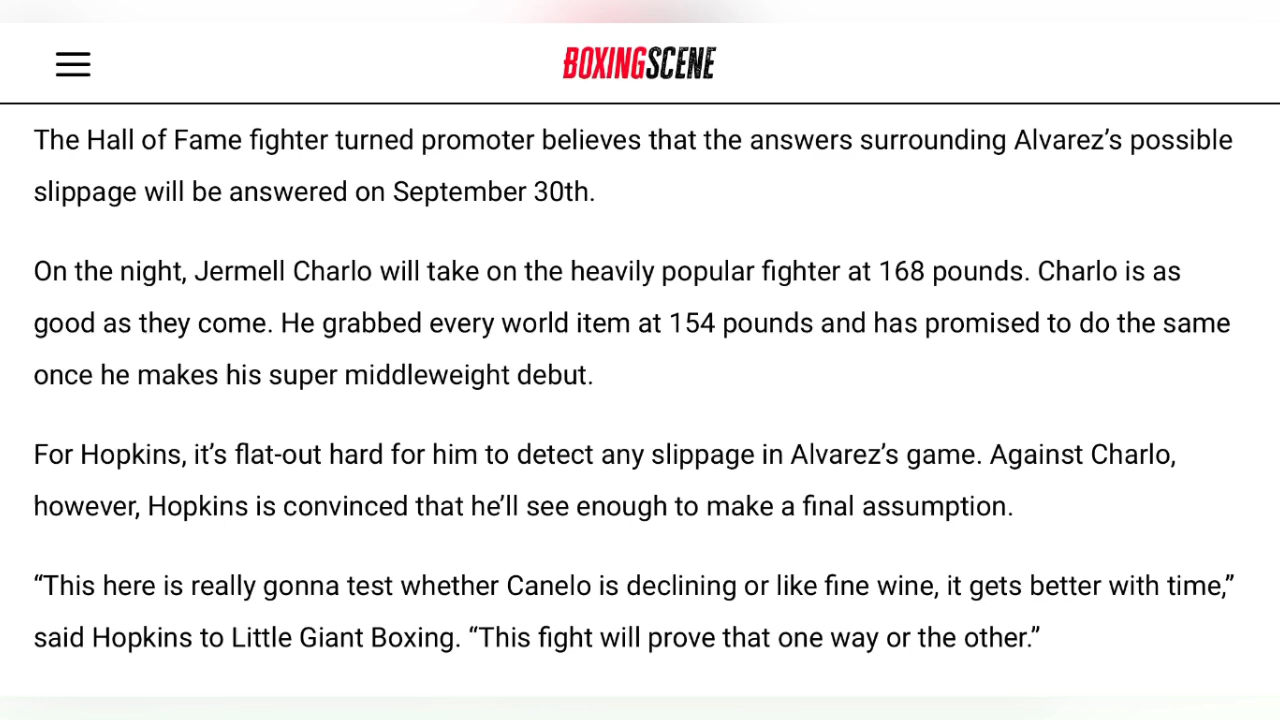 BOXINGSCENE
The Hall of Fame fighter turned promoter believes that the answers surrounding Alvarez’s possible
slippage will be answered on September 30th.
On the night, Jermell Charlo will take on the heavily popular fighter at 168 pounds. Charlo is as
good as they come. He grabbed every world item at 154 pounds and has promised to do the same
once he makes his super middleweight debut.
For Hopkins, it’s flat-out hard for him to detect any slippage in Alvarez’s game. Against Charlo,
however, Hopkins is convinced that he’ll see enough to make a final assumption.
“This here is really gonna test whether Canelo is declining or like fine wine, it gets better with time,”
said Hopkins to Little Giant Boxing. “This fight will prove that one way or the other.”